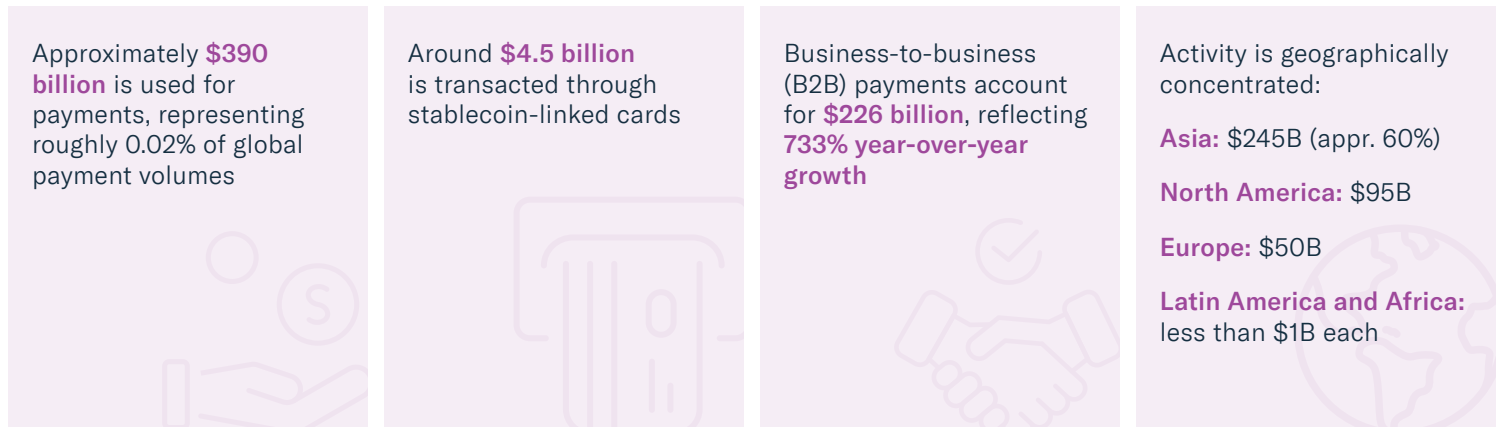 Approximately $390
billion is used for
payments, representing
roughly 0.02% of global
payment volumes
S
Around $4.5 billion
is transacted through
stablecoin-linked cards
Business-to-business
(B2B) payments account
for $226 billion, reflecting
733% year-over-year
growth
Activity is geographically
concentrated:
Asia: $245B (appr. 60%)
North America: $95B
Europe: $50B
Latin America and Africa:
less than $1B each